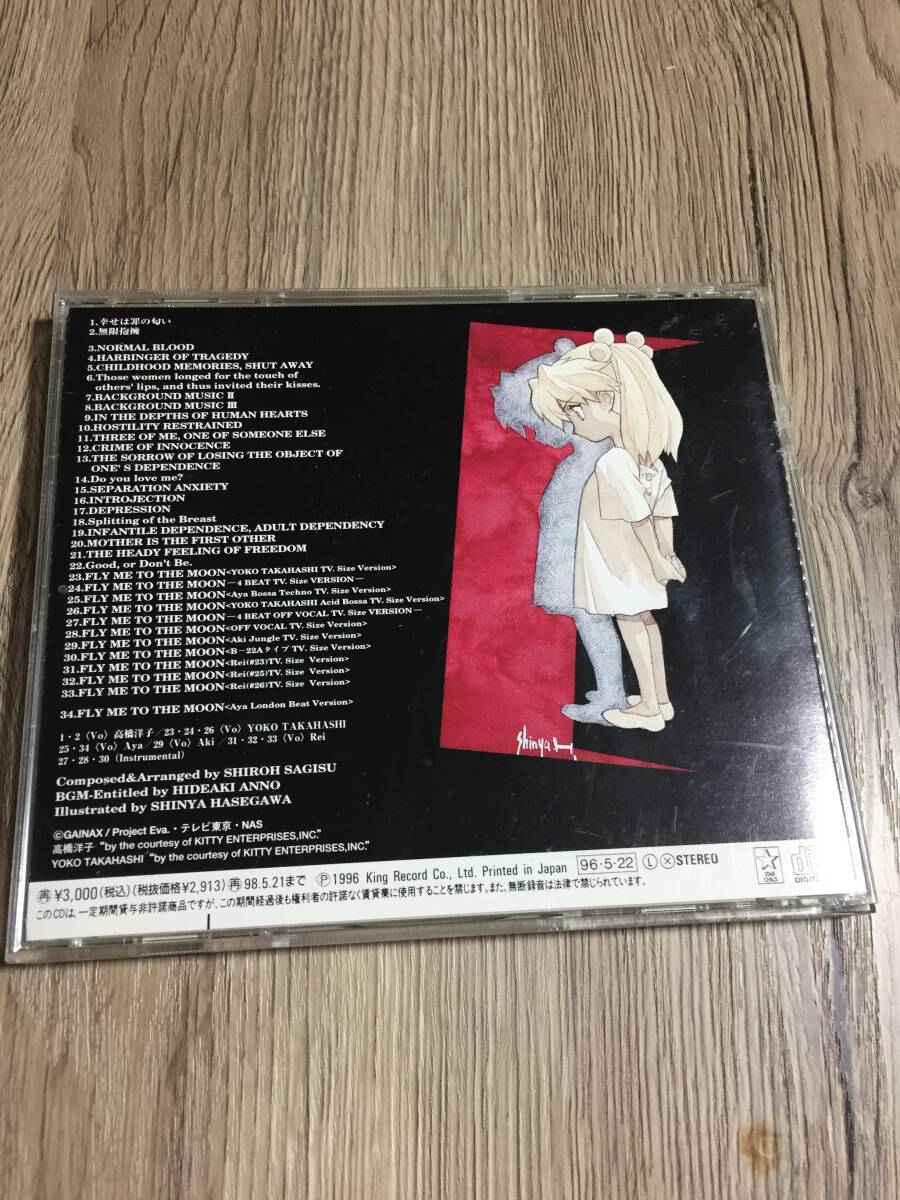 1.幸せは罪の匂い
2.無限抱擁
3.NORMAL BLOOD
4.HARBINGER OF TRAGEDY
5.CHILDHOOD MEMORIES, SHUT AWAY
6.Those women longed for the touch of
others' lips, and thus invited their kisses.
7.BACKGROUND MUSIC Ⅱ
8.BACKGROUND MUSIC Ⅲ
9.IN THE DEPTHS OF HUMAN HEARTS
10.HOSTILITY RESTRAINED
11.THREE OF ME, ONE OF SOMEONE ELSE
12.CRIME OF INNOCENCE
13.THE SORROW OF LOSING THE OBJECT OF
ONE'S DEPENDENCE
14.Do you love me?
15.SEPARATION ANXIETY
16.INTROJECTION
17.DEPRESSION
18.Splitting of the Breast
19.INFANTILE DEPENDENCE, ADULT DEPENDENCY
20.MOTHER IS THE FIRST OTHER
21.THE HEADY FEELING OF FREEDOM
22.Good, or Don't Be.
23.FLY ME TO THE MOON<YOKO TAKAHASHI TV. Size Version>
24.FLY ME TO THE MOON—4 BEAT TV. Size VERSION—
25.FLY ME TO THE MOON<Aya Bossa Techno TV. Size Version>
26.FLY ME TO THE MOON<YOKO TAKAHASHI Acid Bossa TV. Size Version>
27.FLY ME TO THE MOON—4 BEAT OFF VOCAL TV. Size VERSION—
28.FLY ME TO THE MOON<OFF VOCAL TV. Size Version>
29.FLY ME TO THE MOON<Aki Jungle TV. Size Version>
30.FLY ME TO THE MOON<B-22Aタイプ TV. Size Version>
31.FLY ME TO THE MOON<Rei(#23)TV. Size Version>
32.FLY ME TO THE MOON<Rei(#25)TV. Size Version>
33.FLY ME TO THE MOON<Rei(#26)TV. Size Version>
34.FLY ME TO THE MOON<Aya London Beat Version>
1・2〈Vo〉高橋洋子/23・24・26〈Vo〉YOKO TAKAHASHI
25・34〈Vo〉Aya/29〈Vo〉Aki/31・32・33〈Vo〉Rei
27・28・30〈Instrumental〉
Composed&Arranged by SHIROH SAGISU
BGM-Entitled by HIDEAKI ANNO
Illustrated by SHINYA HASEGAWA
©GAINAX / Project Eva.・テレビ東京・NAS
高橋洋子 "by the courtesy of KITTY ENTERPRISES,INC."
YOKO TAKAHASHI "by the courtesy of KITTY ENTERPRISES,INC."
Shinya H.
再 ¥3,000(税込)(税抜価格¥2,913)再 98.5.21まで Ⓟ 1996 King Record Co., Ltd. Printed in Japan 96・5・22 Ⓛ Ⓧ STEREO
STAR CHILD
このCDは、一定期間貸与非許諾商品ですが、この期間経過後も権利者の許諾なく賃貸業に使用することを禁じます。また、無断録音は法律で禁じられています。